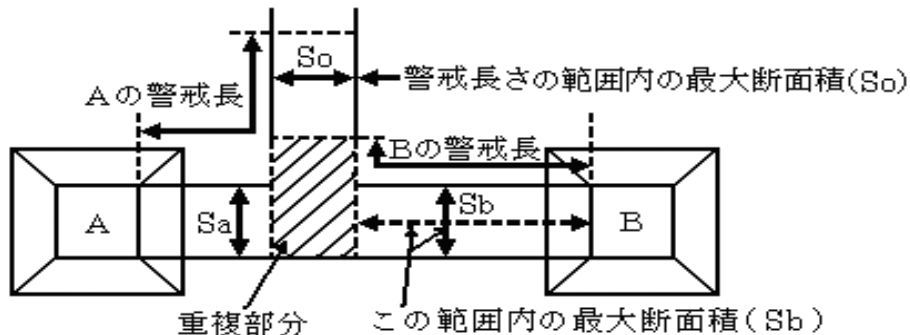 So
警戒長さの範囲内の最大断面積(So)
Aの警戒長
Bの警戒長
A
Sa
Sb
B
重複部分
この範囲内の最大断面積(Sb)